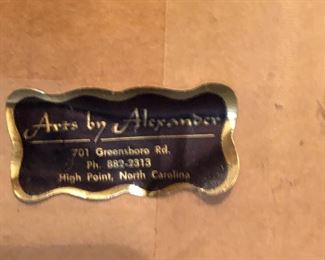 Arts by Alexander
701 Greensboro Rd.
Ph. 882-2313
High Point, North Carolina